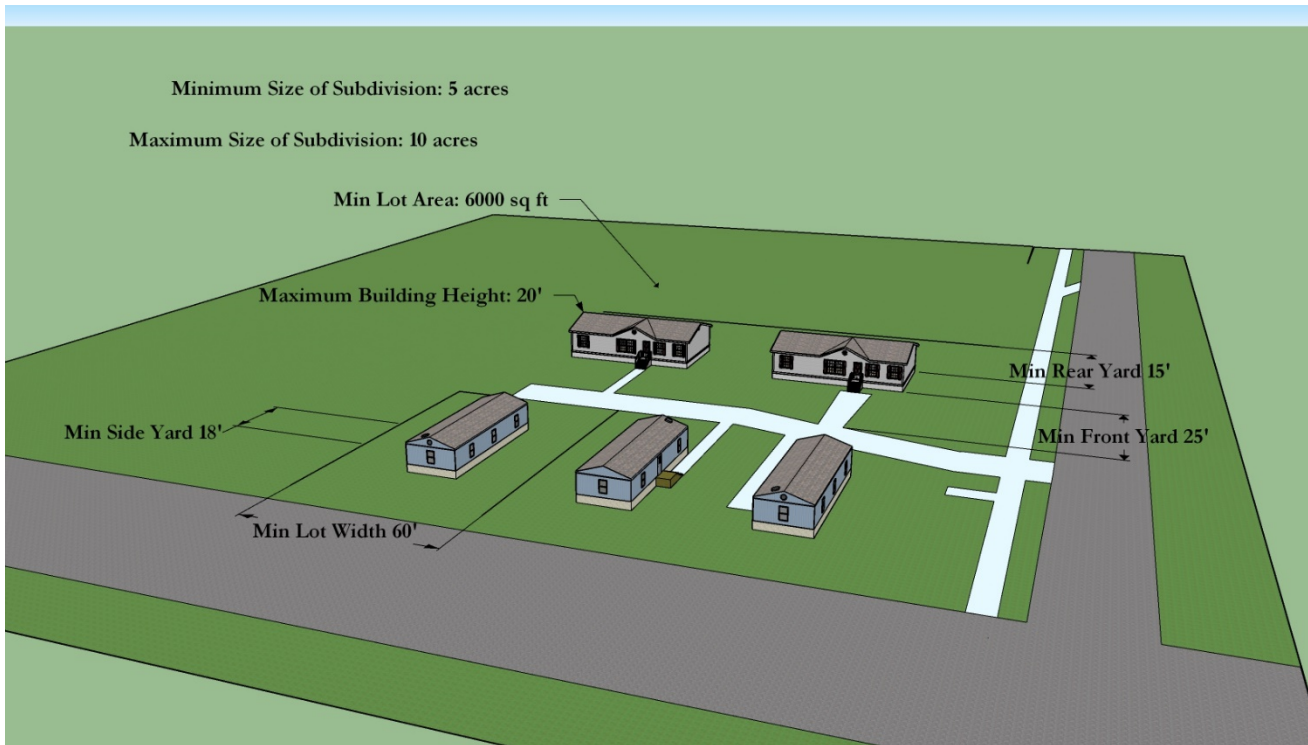 Minimum Size of Subdivision: 5 acres
Maximum Size of Subdivision: 10 acres
Min Lot Area: 6000 sq ft
Maximum Building Height: 20'
Min Rear Yard 15'
Min Side Yard 18'
Min Front Yard 25'
Min Lot Width 60'